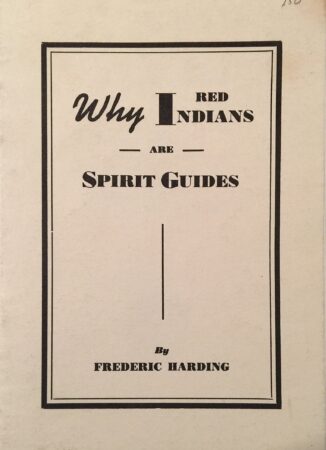 Why RED INDIANS
— ARE —
SPIRIT GUIDES
By
FREDERIC HARDING